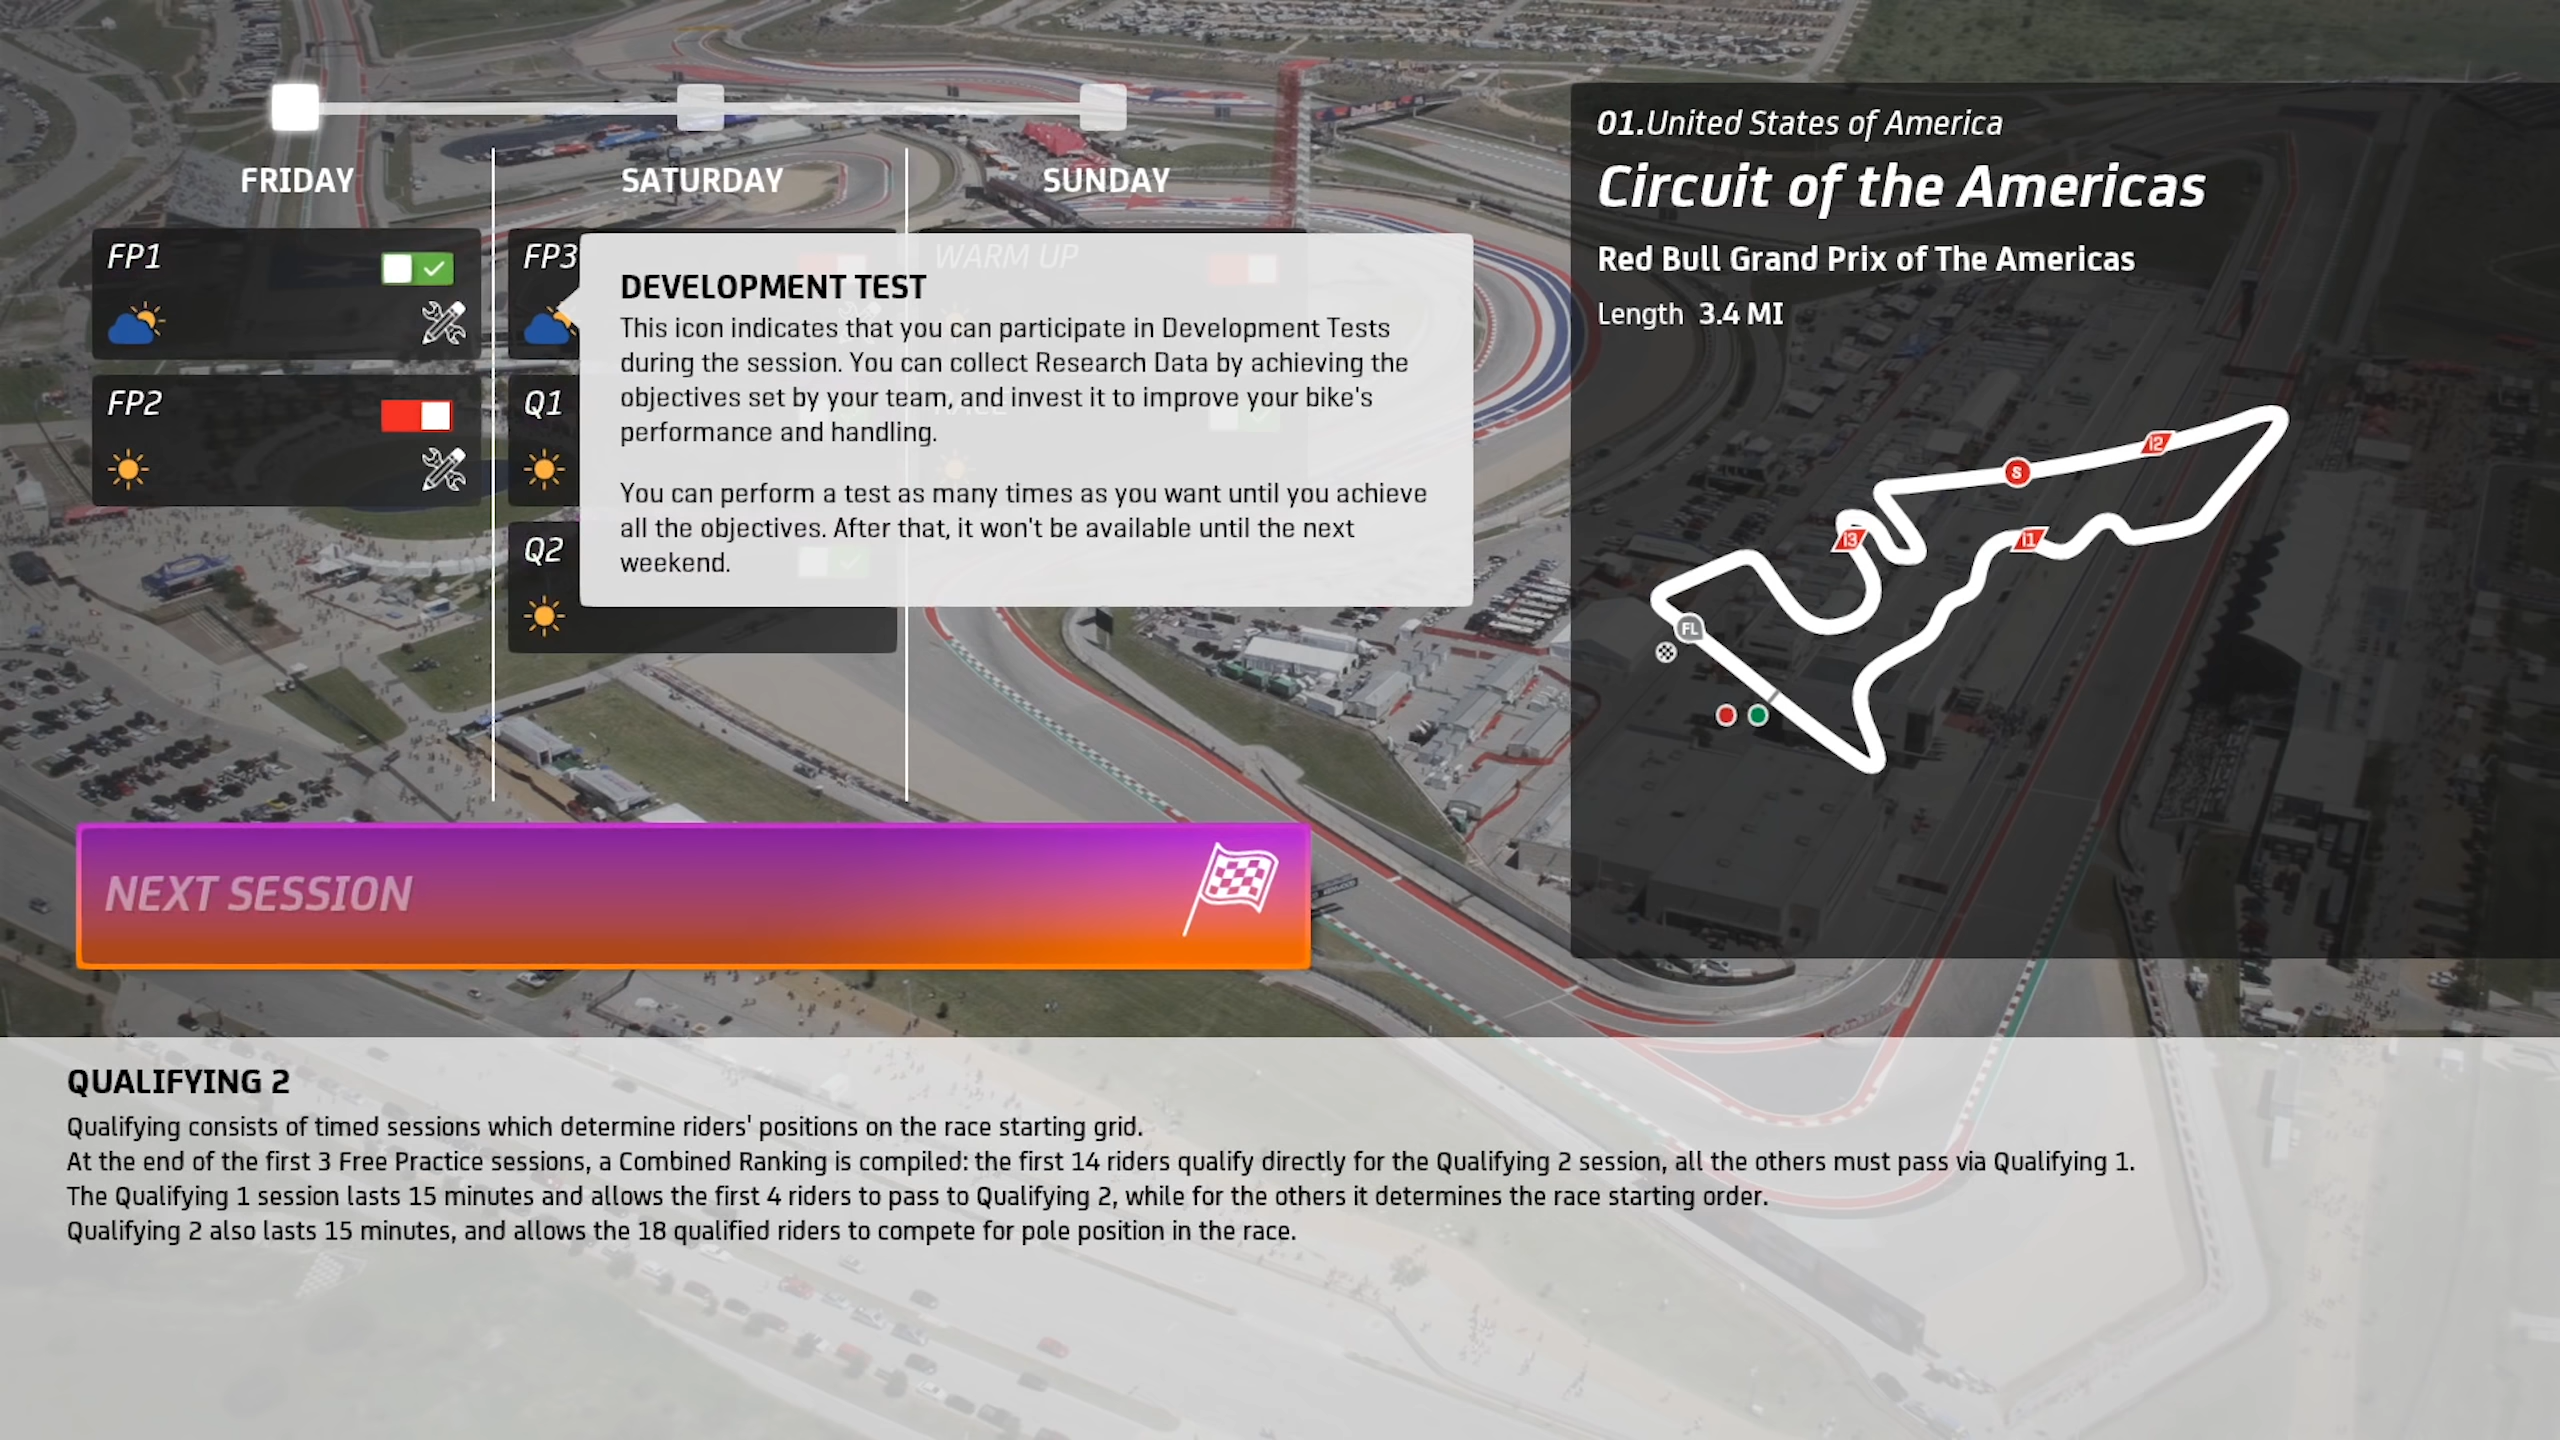 FRIDAY
SATURDAY
SUNDAY
FP1
FP2
FP3
Q1
Q2
WARM UP
RACE
DEVELOPMENT TEST
This icon indicates that you can participate in Development Tests
during the session. You can collect Research Data by achieving the
objectives set by your team, and invest it to improve your bike's
performance and handling.
You can perform a test as many times as you want until you achieve
all the objectives. After that, it won't be available until the next
weekend.
NEXT SESSION
01.United States of America
Circuit of the Americas
Red Bull Grand Prix of The Americas
Length 3.4 MI
I2
S
I3
I1
FL
QUALIFYING 2
Qualifying consists of timed sessions which determine riders' positions on the race starting grid.
At the end of the first 3 Free Practice sessions, a Combined Ranking is compiled: the first 14 riders qualify directly for the Qualifying 2 session, all the others must pass via Qualifying 1.
The Qualifying 1 session lasts 15 minutes and allows the first 4 riders to pass to Qualifying 2, while for the others it determines the race starting order.
Qualifying 2 also lasts 15 minutes, and allows the 18 qualified riders to compete for pole position in the race.